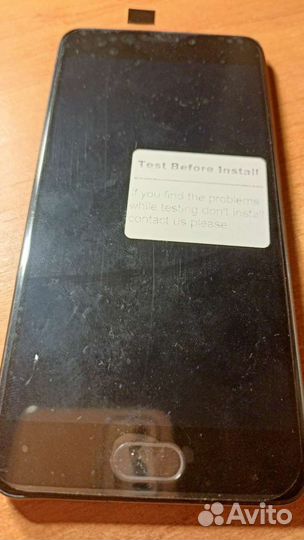 Test Before Install
If you find the problems
while testing don't install
contact us please
Avito